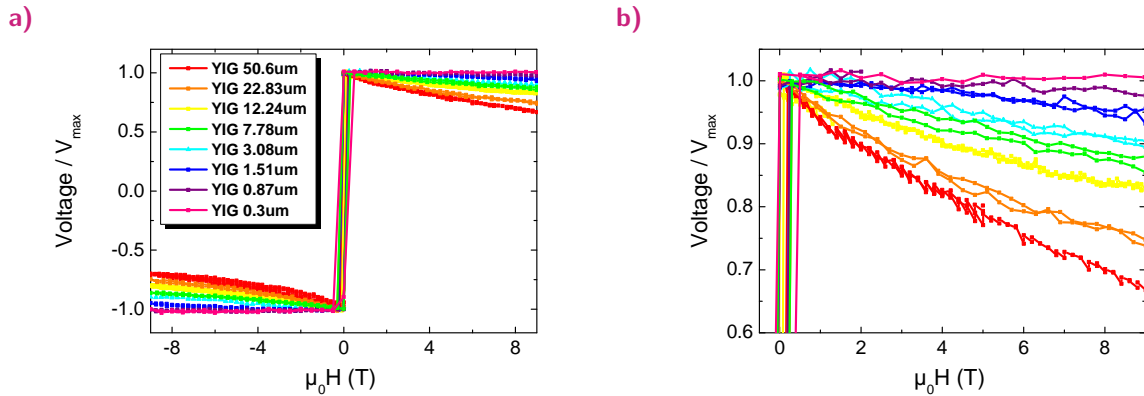 a)
Voltage / Vmax
1.0
0.5
0.0
-0.5
-1.0
YIG 50.6um
YIG 22.83um
YIG 12.24um
YIG 7.78um
YIG 3.08um
YIG 1.51um
YIG 0.87um
YIG 0.3um
-8 -4 0 4 8
μ0H (T)
b)
Voltage / Vmax
1.0
0.9
0.8
0.7
0.6
0 2 4 6 8
μ0H (T)